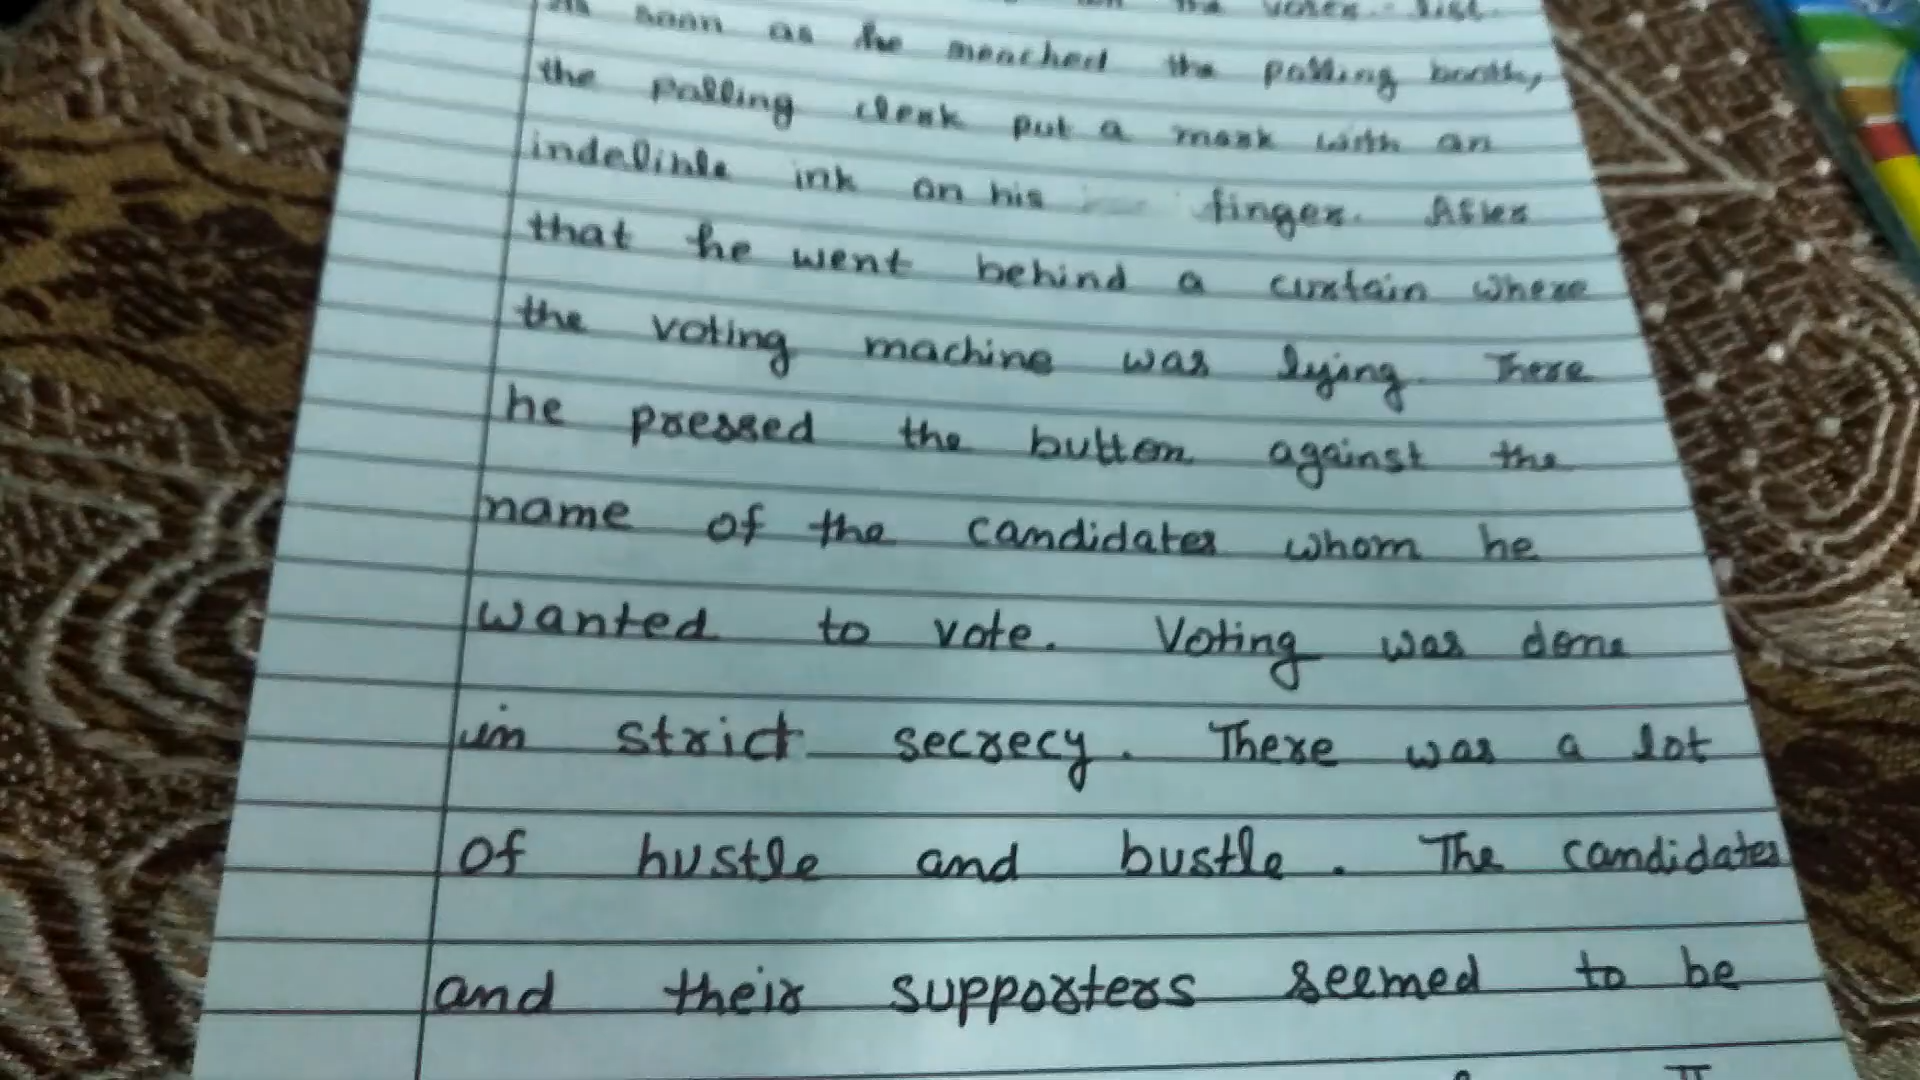 the voter list.
As soon as he reached the polling booth,
the polling clerk put a mark with an
indelible ink on his finger. After
that he went behind a curtain where
the voting machine was lying. There
he pressed the button against the
name of the candidates whom he
wanted to vote. Voting was done
in strict secrecy. There was a lot
of hustle and bustle. The candidates
and their supporters seemed to be